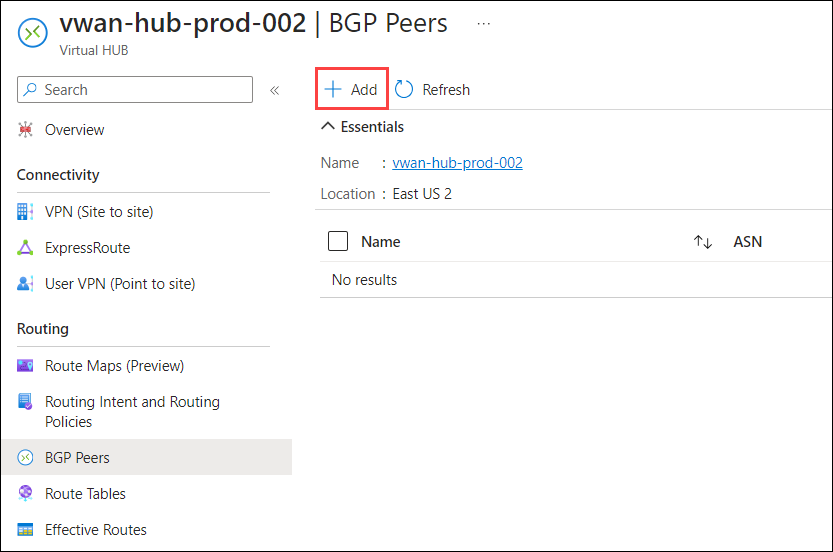 vwan-hub-prod-002 | BGP Peers ...
Virtual HUB
Search
«
Overview
Connectivity
VPN (Site to site)
ExpressRoute
User VPN (Point to site)
Routing
Route Maps (Preview)
Routing Intent and Routing
Policies
BGP Peers
Route Tables
Effective Routes
+ Add Refresh
Essentials
Name : vwan-hub-prod-002
Location : East US 2
Name ↑↓ ASN
No results